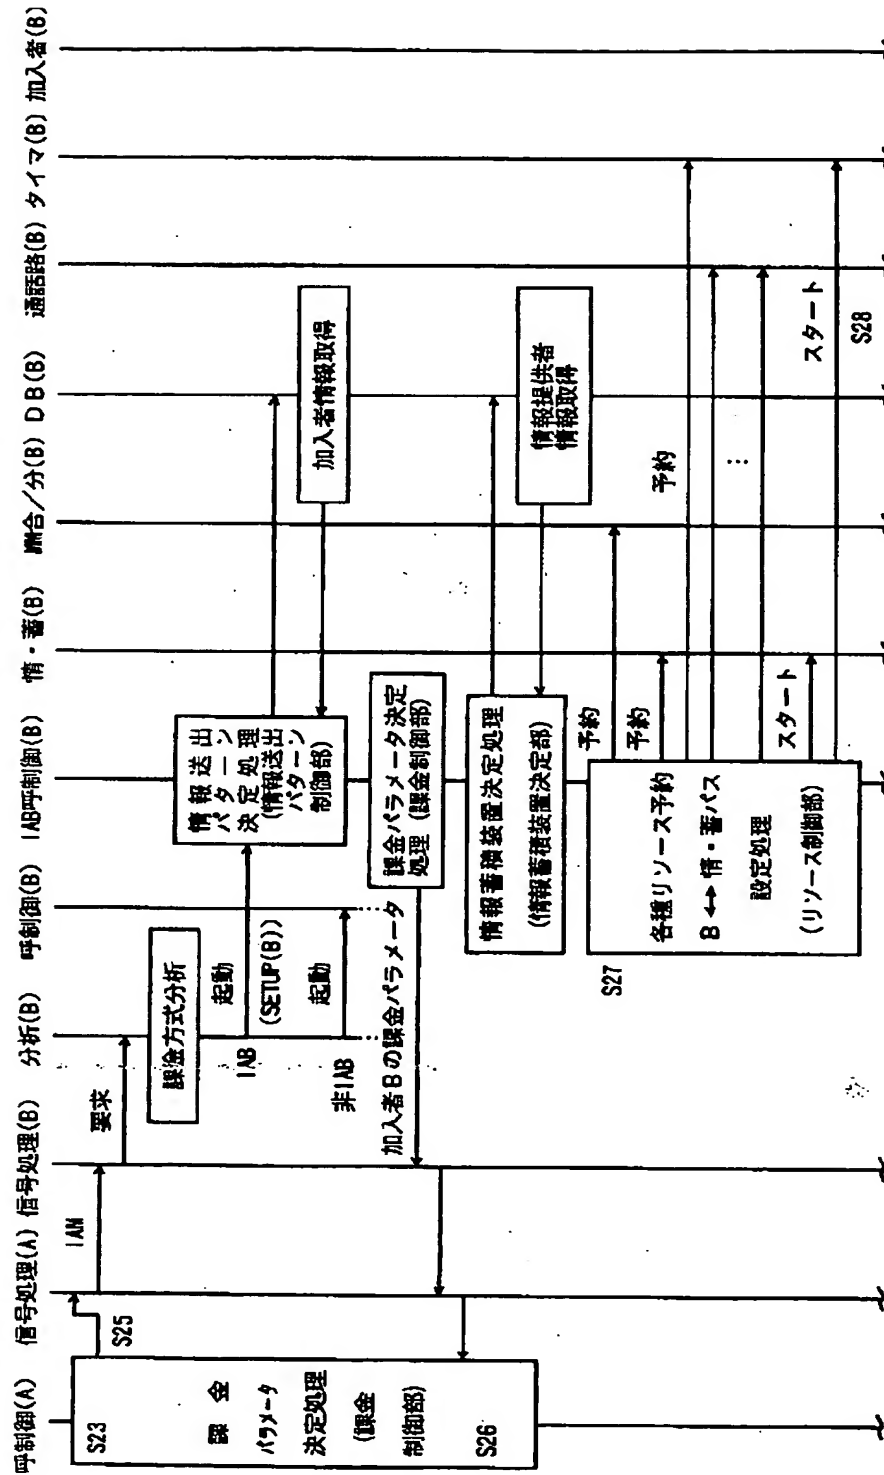 呼制御(A)
信号処理(A)
信号処理(B)
分析(B)
呼制御(B)
IAB呼制御(B)
情・蓄(B)
合/分(B)
DB(B)
通話路(B)
タイマ(B)
加入者(B)
S23
課金
パラメータ
決定処理
(課金
制御部)
S26
S25
IAM
要求
課金方式分析
起動
IAB
(SETUP(B))
起動
非IAB
情報送出
パターン
決定処理
(情報送出
パターン
制御部)
加入者情報取得
加入者Bの課金パラメータ
課金パラメータ決定
処理(課金制御部)
情報蓄積装置決定処理
(情報蓄積装置決定部)
情報提供者
情報取得
S27
各種リソース予約
B↔情・蓄パス
設定処理
(リソース制御部)
予約
予約
予約
⋮
スタート
スタート
S28